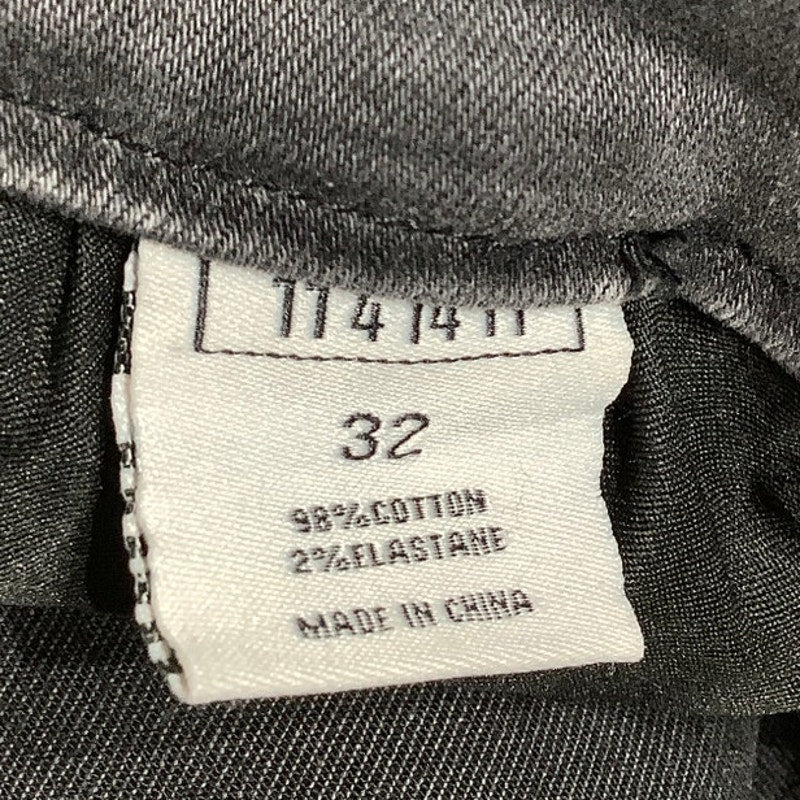 32
98%COTTON
2%ELASTANE
MADE IN CHINA